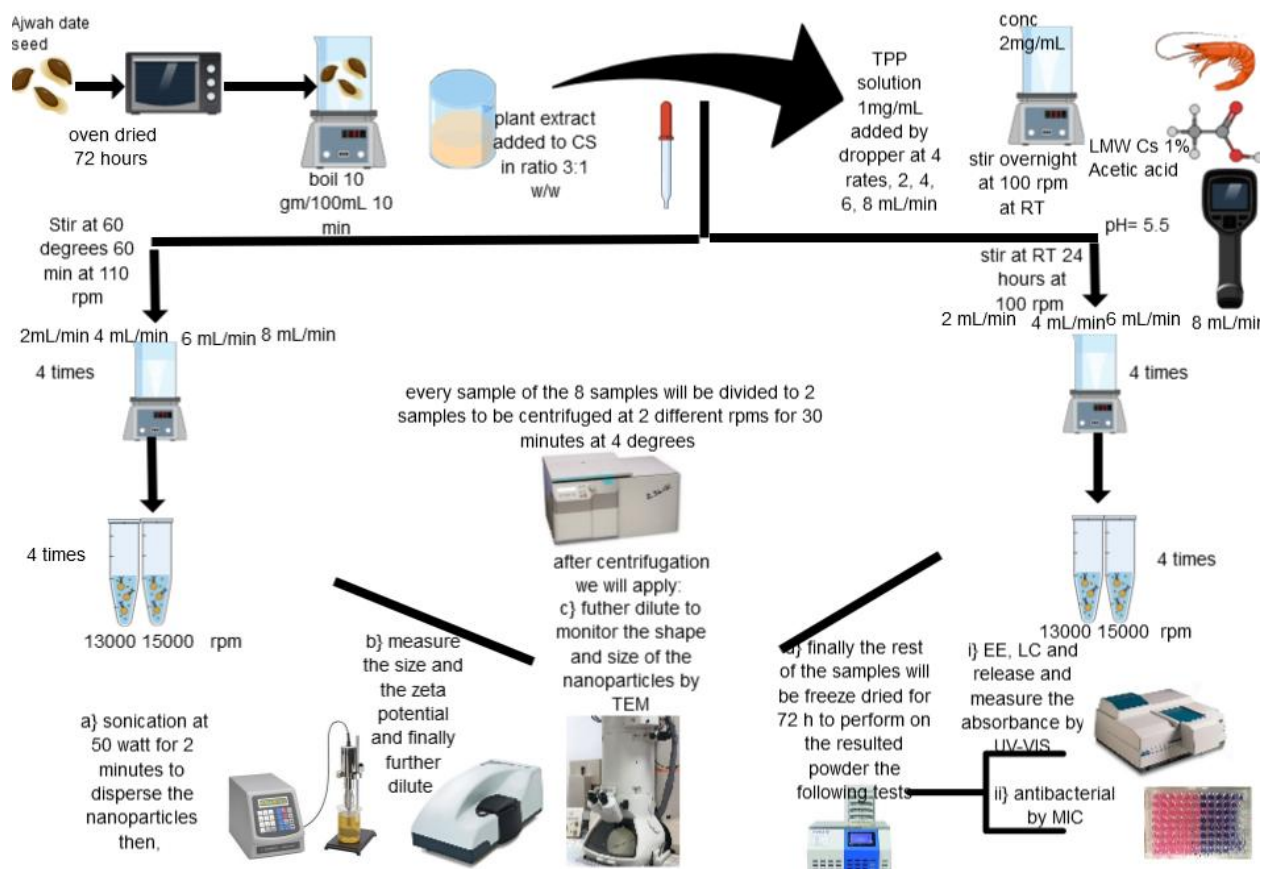 Ajwah date
seed
oven dried
72 hours
boil 10
gm/100mL 10
min
plant extract
added to CS
in ratio 3:1
w/w
TPP
solution
1mg/mL
added by
dropper at 4
rates, 2, 4,
6, 8 mL/min
conc
2mg/mL
stir overnight
at 100 rpm
at RT
LMW Cs 1%
Acetic acid
pH= 5.5
Stir at 60
degrees 60
min at 110
rpm
2mL/min 4 mL/min 6 mL/min 8 mL/min
4 times
4 times
13000 15000 rpm
stir at RT 24
hours at
100 rpm
2 mL/min 4 mL/min 6 mL/min 8 mL/min
4 times
4 times
13000 15000 rpm
every sample of the 8 samples will be divided to 2
samples to be centrifuged at 2 different rpms for 30
minutes at 4 degrees
after centrifugation
we will apply:
a} sonication at
50 watt for 2
minutes to
disperse the
nanoparticles
then,
b} measure
the size and
the zeta
potential
and finally
further
dilute
c} futher dilute to
monitor the shape
and size of the
nanoparticles by
TEM
d} finally the rest
of the samples will
be freeze dried for
72 h to perform on
the resulted
powder the
following tests
i} EE, LC and
release and
measure the
absorbance by
UV-VIS
ii} antibacterial
by MIC